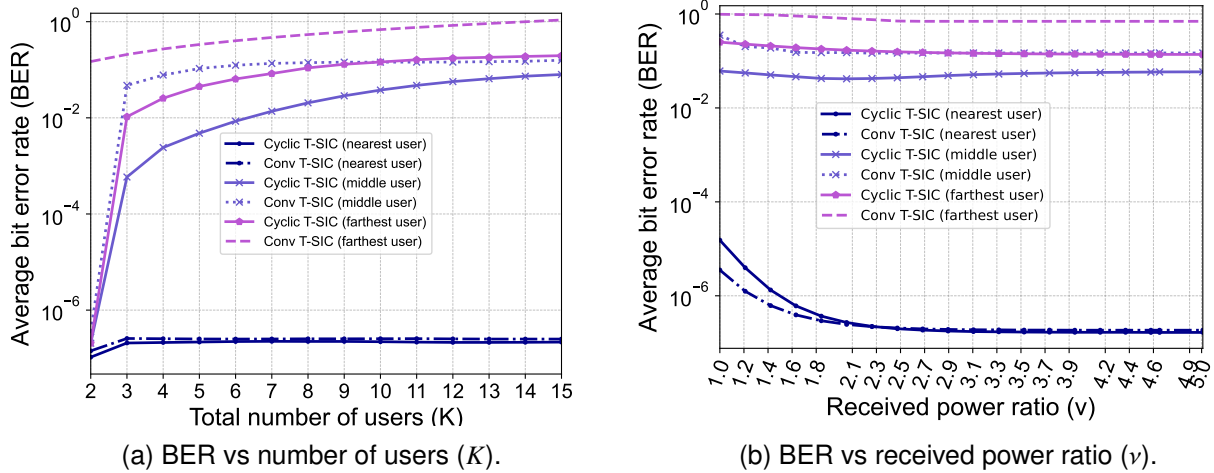 Average bit error rate (BER)
10^0
10^-2
10^-4
10^-6
Cyclic T-SIC (nearest user)
Conv T-SIC (nearest user)
Cyclic T-SIC (middle user)
Conv T-SIC (middle user)
Cyclic T-SIC (farthest user)
Conv T-SIC (farthest user)
2 3 4 5 6 7 8 9 10 11 12 13 14 15
Total number of users (K)
(a) BER vs number of users (K).
Average bit error rate (BER)
10^0
10^-2
10^-4
10^-6
Cyclic T-SIC (nearest user)
Conv T-SIC (nearest user)
Cyclic T-SIC (middle user)
Conv T-SIC (middle user)
Cyclic T-SIC (farthest user)
Conv T-SIC (farthest user)
1.0 1.2 1.4 1.6 1.8 2.1 2.3 2.5 2.7 2.9 3.1 3.3 3.5 3.7 3.9 4.2 4.4 4.6 4.9 5.0
Received power ratio (v)
(b) BER vs received power ratio (ν).